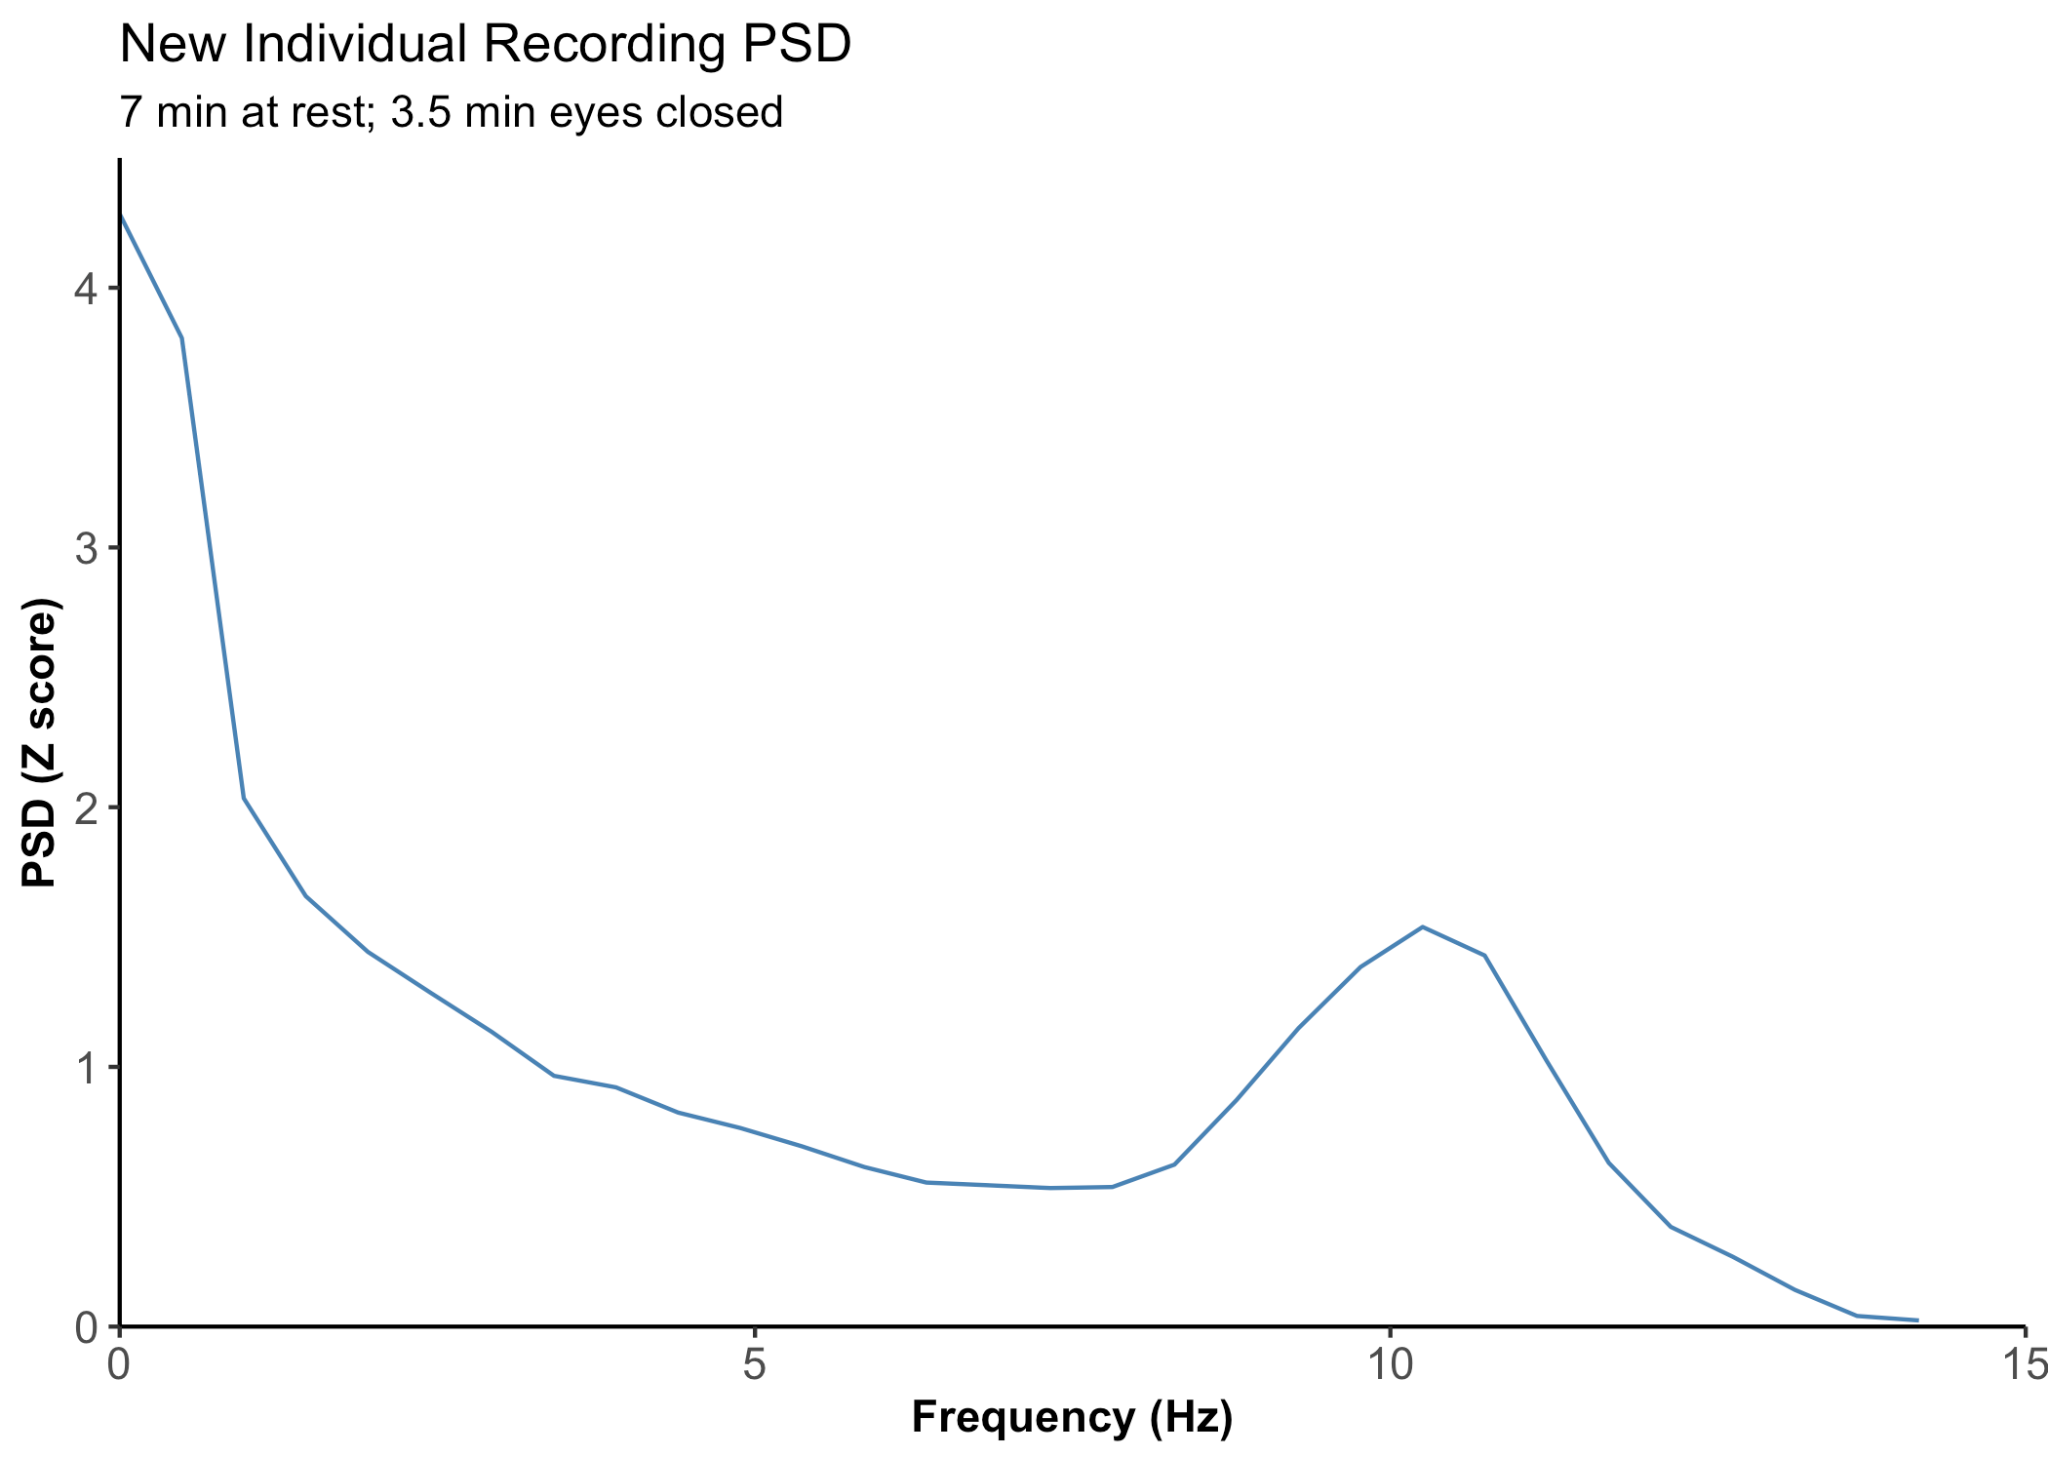 New Individual Recording PSD
7 min at rest; 3.5 min eyes closed
PSD (Z score)
4
3
2
1
0
0 5 10 15
Frequency (Hz)